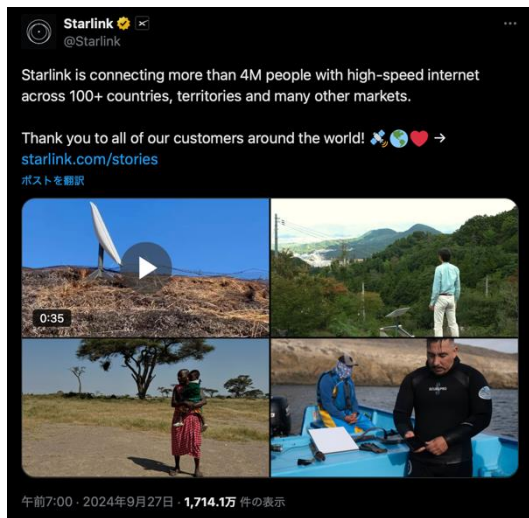 Starlink
@Starlink
Starlink is connecting more than 4M people with high-speed internet
across 100+ countries, territories and many other markets.
Thank you to all of our customers around the world! 🛰️🌎❤️ →
starlink.com/stories
ポストを翻訳
0:35
午前7:00 · 2024年9月27日 · 1,714.1万 件の表示